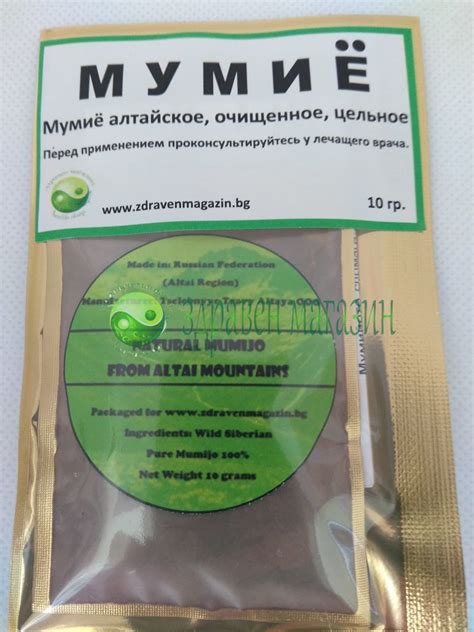 МУМИЁ
Мумиё алтайское, очищенное, цельное
Перед применением проконсультируйтесь у лечащего врача.
www.zdravenmagazin.bg
10 гр.
Made in: Russian Federation
(Altai Region)
Здравен магазин
NATURAL MUMIJO
FROM ALTAI MOUNTAINS
Packaged for www.zdravenmagazin.bg
Ingredients: Wild Siberian
Pure Mumijo 100%
Net Weight 10 grams